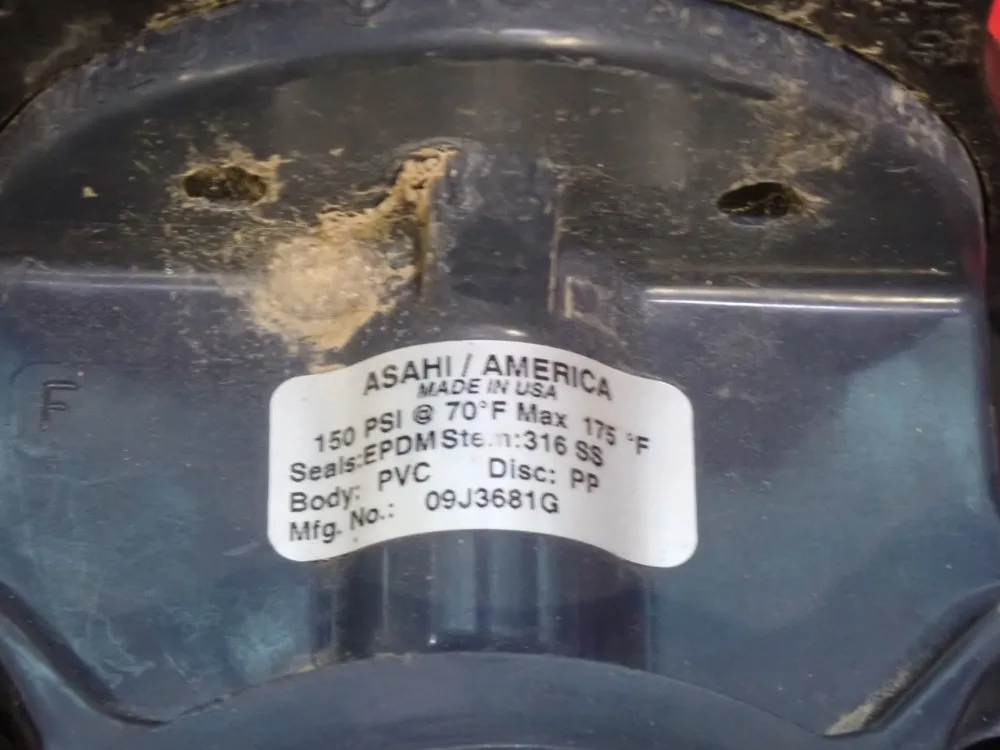 F
ASAHI / AMERICA
MADE IN USA
150 PSI @ 70°F Max 175 °F
Seals:EPDM Stem:316 SS
Body: PVC Disc: PP
Mfg. No.: 09J3681G